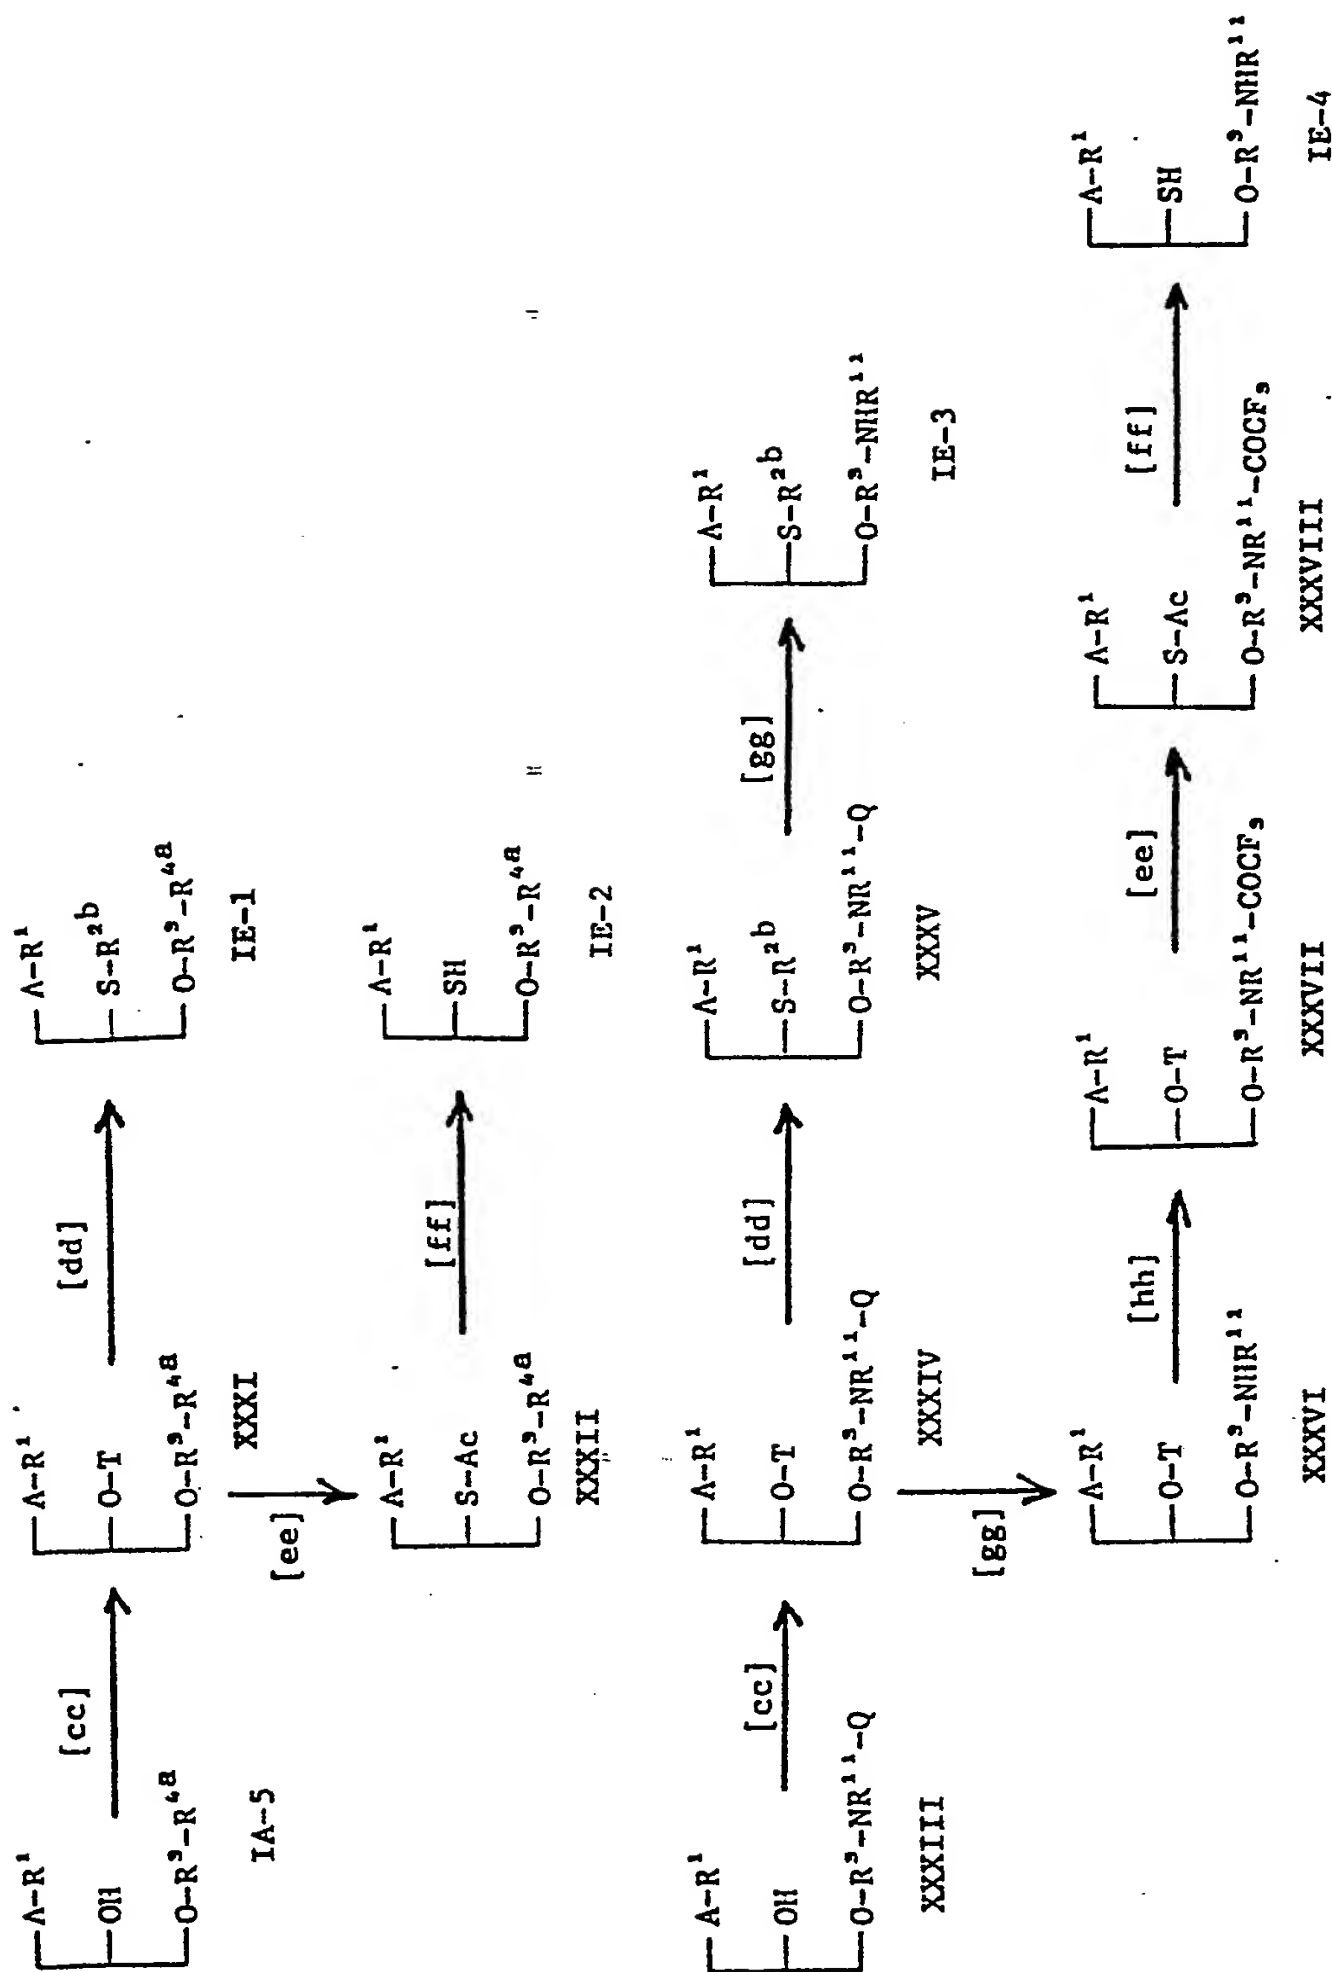 A-R¹
OH
O-R³-R⁴ᵃ
IA-5
[cc]
A-R¹
O-T
O-R³-R⁴ᵃ
XXXI
[dd]
A-R¹
S-R²ᵇ
O-R³-R⁴ᵃ
IE-1
[ee]
A-R¹
S-Ac
O-R³-R⁴ᵃ
XXXII
[ff]
A-R¹
SH
O-R³-R⁴ᵃ
IE-2
A-R¹
OH
O-R³-NR¹¹-Q
XXXIII
[cc]
A-R¹
O-T
O-R³-NR¹¹-Q
XXXIV
[dd]
A-R¹
S-R²ᵇ
O-R³-NR¹¹-Q
XXXV
[gg]
A-R¹
S-R²ᵇ
O-R³-NHR¹¹
IE-3
[gg]
A-R¹
O-T
O-R³-NHR¹¹
XXXVI
[hh]
A-R¹
O-T
O-R³-NR¹¹-COCF₃
XXXVII
[ee]
A-R¹
S-Ac
O-R³-NR¹¹-COCF₃
XXXVIII
[ff]
A-R¹
SH
O-R³-NHR¹¹
IE-4